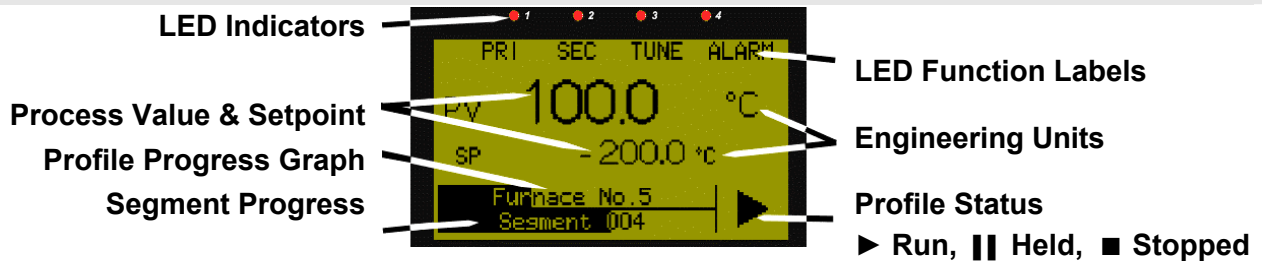 LED Indicators
1 2 3 4
PRI SEC TUNE ALARM
LED Function Labels
Process Value & Setpoint
PV 100.0 °C
Engineering Units
SP -200.0 °C
Profile Progress Graph
Furnace No.5
Segment Progress
Segment 004
Profile Status
► Run, ❚❚ Held, ■ Stopped